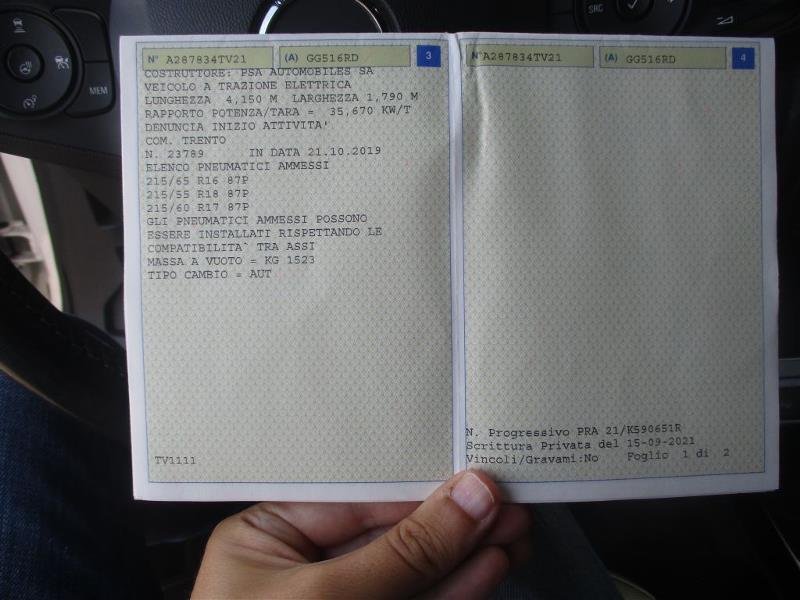 SRC
MEM
N° A287834TV21 (A) GG516RD 3
COSTRUTTORE: PSA AUTOMOBILES SA
VEICOLO A TRAZIONE ELETTRICA
LUNGHEZZA 4,150 M LARGHEZZA 1,790 M
RAPPORTO POTENZA/TARA = 35,670 KW/T
DENUNCIA INIZIO ATTIVITA'
COM. TRENTO
N. 23789 IN DATA 21.10.2019
ELENCO PNEUMATICI AMMESSI
215/65 R16 87P
215/55 R18 87P
215/60 R17 87P
GLI PNEUMATICI AMMESSI POSSONO
ESSERE INSTALLATI RISPETTANDO LE
COMPATIBILITA` TRA ASSI
MASSA A VUOTO = KG 1523
TIPO CAMBIO = AUT
TV1111
N° A287834TV21 (A) GG516RD 4
N. Progressivo PRA 21/K590651R
Scrittura Privata del 15-09-2021
Vincoli/Gravami:No Foglio 1 di 2